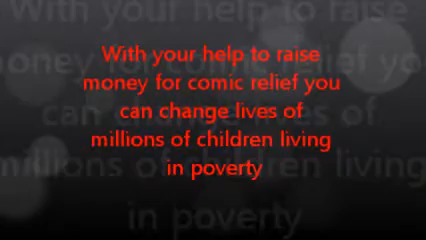 With your help to raise
money for comic relief you
can change lives of
millions of children living
in poverty